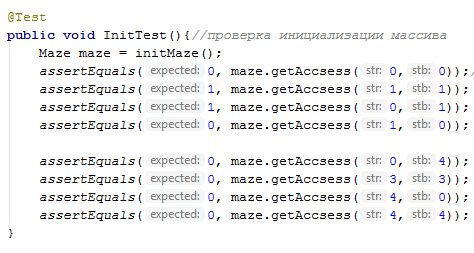 @Test
public void InitTest(){//проверка инициализации массива
Maze maze = initMaze();
assertEquals( expected: 0, maze.getAccsess( str: 0, stb: 0));/
assertEquals( expected: 1, maze.getAccsess( str: 1, stb: 1));
assertEquals( expected: 1, maze.getAccsess( str: 0, stb: 1));
assertEquals( expected: 0, maze.getAccsess( str: 1, stb: 0));
assertEquals( expected: 0, maze.getAccsess( str: 0, stb: 4));
assertEquals( expected: 0, maze.getAccsess( str: 3, stb: 3));
assertEquals( expected: 0, maze.getAccsess( str: 4, stb: 0));
assertEquals( expected: 0, maze.getAccsess( str: 4, stb: 4));
}